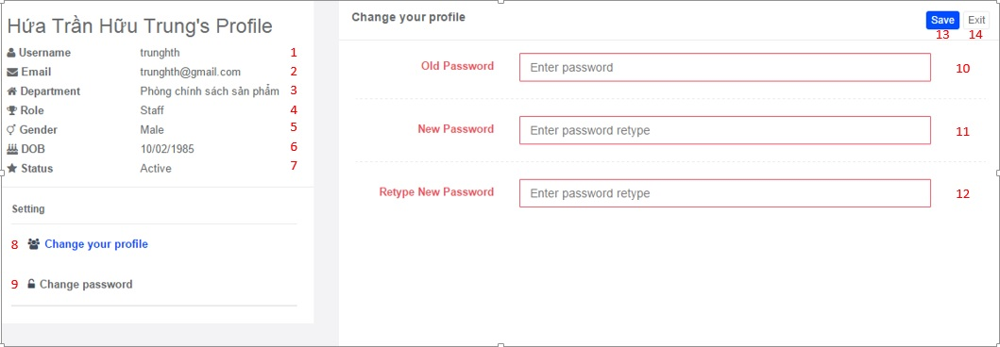 Hứa Trần Hữu Trung's Profile
Username trunghth 1
Email trunghth@gmail.com 2
Department Phòng chính sách sản phẩm 3
Role Staff 4
Gender Male 5
DOB 10/02/1985 6
Status Active 7
Setting
8 Change your profile
9 Change password
Change your profile
Save Exit
13 14
Old Password Enter password 10
New Password Enter password retype 11
Retype New Password Enter password retype 12